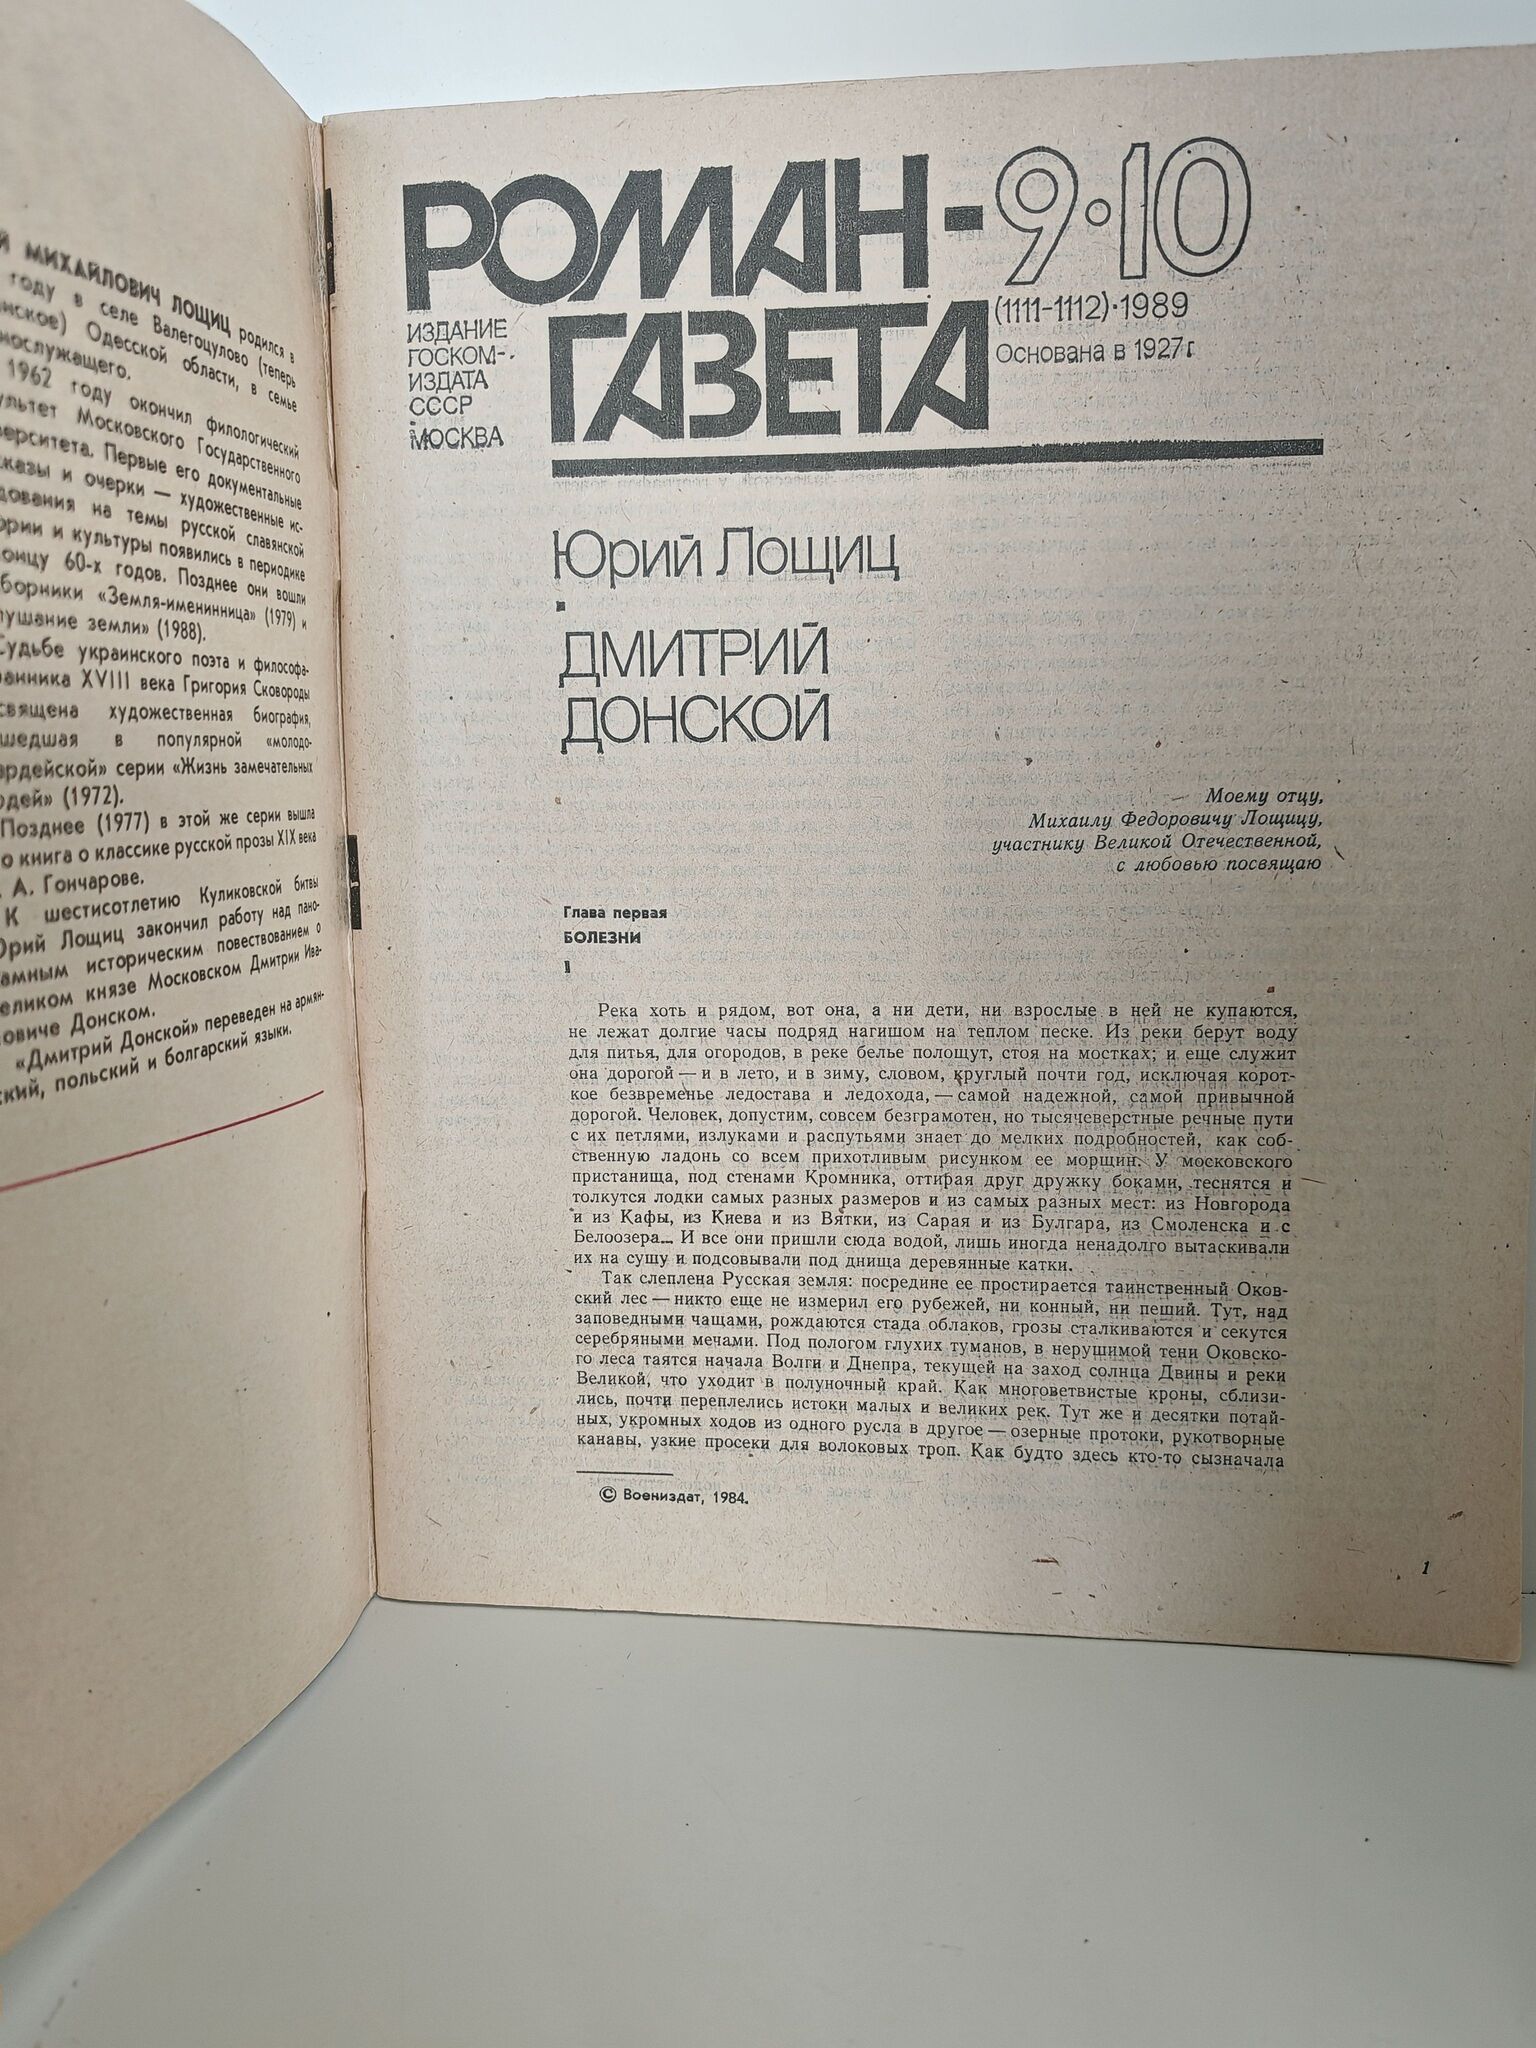 МИХАЙЛОВИЧ ЛОЩИЦ родился в
году в селе Валегоцулово (теперь
Одесской области, в семье
1962 году окончил филологический
Московского Государственного
Первые его документальные
и очерки — художественные ис-
на темы русской славянской
и культуры появились в периодике
60-х годов. Позднее они вошли
«Земля-именинница» (1979) и
земли» (1988).
Судьбе украинского поэта и философа-
XVIII века Григория Сковороды
художественная биография,
в популярной «молодо-
серии «Жизнь замечательных
(1972).
Позднее (1977) в этой же серии вышла
книга о классике русской прозы XIX века
А. Гончарове.
К шестисотлетию Куликовской битвы
Лощиц закончил работу над пано-
историческим повествованием о
князе Московском Дмитрии Ива-
Донском.
«Дмитрий Донской» переведен на армян-
польский и болгарский языки.
РОМАН-
ГАЗЕТА
9·10
(1111–1112)·1989
Основана в 1927г
ИЗДАНИЕ
ГОСКОМ-
ИЗДАТА
СССР
МОСКВА
Юрий Лощиц
ДМИТРИЙ
ДОНСКОЙ
Моему отцу,
Михаилу Федоровичу Лощицу,
участнику Великой Отечественной,
с любовью посвящаю
Глава первая
БОЛЕЗНИ
I
Река хоть и рядом, вот она, а ни дети, ни взрослые в ней не купаются,
не лежат долгие часы подряд нагишом на теплом песке. Из реки берут воду
для питья, для огородов, в реке белье полощут, стоя на мостках; и еще служит
она дорогой — и в лето, и в зиму, словом, круглый почти год, исключая корот-
кое безвременье ледостава и ледохода, — самой надежной, самой привычной
дорогой. Человек, допустим, совсем безграмотен, но тысячеверстные речные пути
с их петлями, излуками и распутьями знает до мелких подробностей, как соб-
ственную ладонь со всем прихотливым рисунком ее морщин. У московского
пристанища, под стенами Кромника, оттирая друг дружку боками, теснятся и
толкутся лодки самых разных размеров и из самых разных мест: из Новгорода
и из Кафы, из Киева и из Вятки, из Сарая и из Булгара, из Смоленска и с
Белоозера... И все они пришли сюда водой, лишь иногда ненадолго вытаскивали
их на сушу и подсовывали под днища деревянные катки.
Так слеплена Русская земля: посредине ее простирается таинственный Оков-
ский лес — никто еще не измерил его рубежей, ни конный, ни пеший. Тут, над
заповедными чащами, рождаются стада облаков, грозы сталкиваются и секутся
серебряными мечами. Под пологом глухих туманов, в нерушимой тени Оковско-
го леса таятся начала Волги и Днепра, текущей на заход солнца Двины и реки
Великой, что уходит в полуночный край. Как многоветвистые кроны, сблизи-
лись, почти переплелись истоки малых и великих рек. Тут же и десятки потай-
ных, укромных ходов из одного русла в другое — озерные протоки, рукотворные
канавы, узкие просеки для волоковых троп. Как будто здесь кто-то сызначала
© Воениздат, 1984.
1